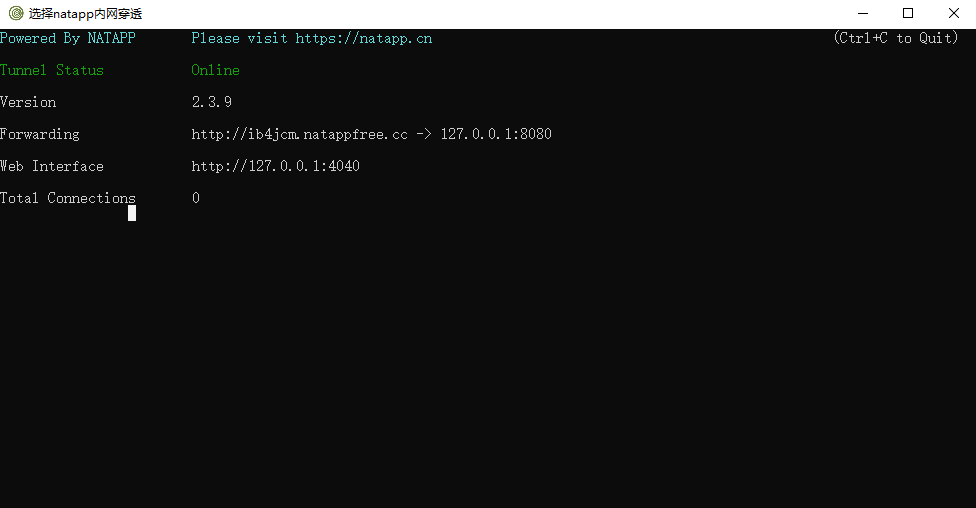 选择natapp内网穿透
Powered By NATAPP Please visit https://natapp.cn (Ctrl+C to Quit)
Tunnel Status Online
Version 2.3.9
Forwarding http://ib4jcm.natappfree.cc -> 127.0.0.1:8080
Web Interface http://127.0.0.1:4040
Total Connections 0